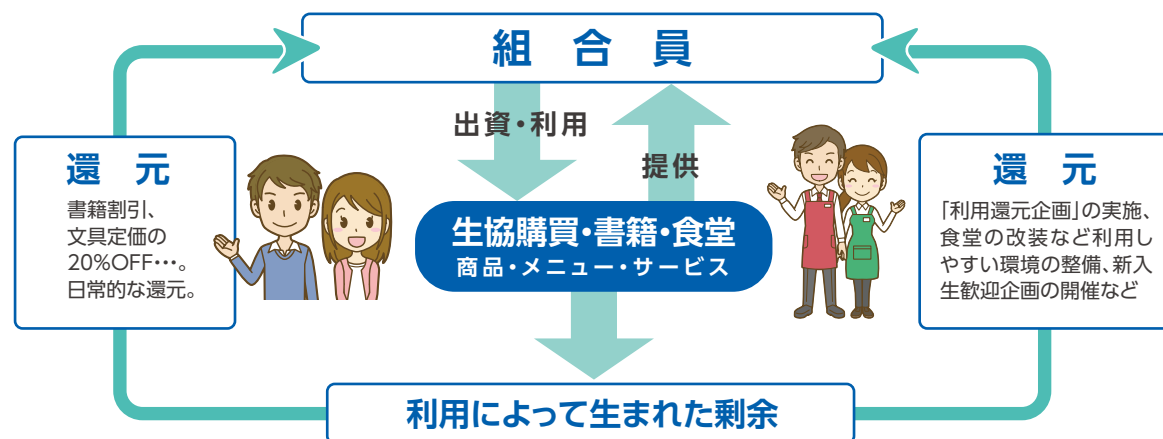 組 合 員
出資・利用
提供
還 元
書籍割引、
文具定価の
20%OFF・・・。
日常的な還元。
生協購買・書籍・食堂
商品・メニュー・サービス
還 元
「利用還元企画」の実施、
食堂の改装など利用し
やすい環境の整備、新入
生歓迎企画の開催など
利用によって生まれた剰余